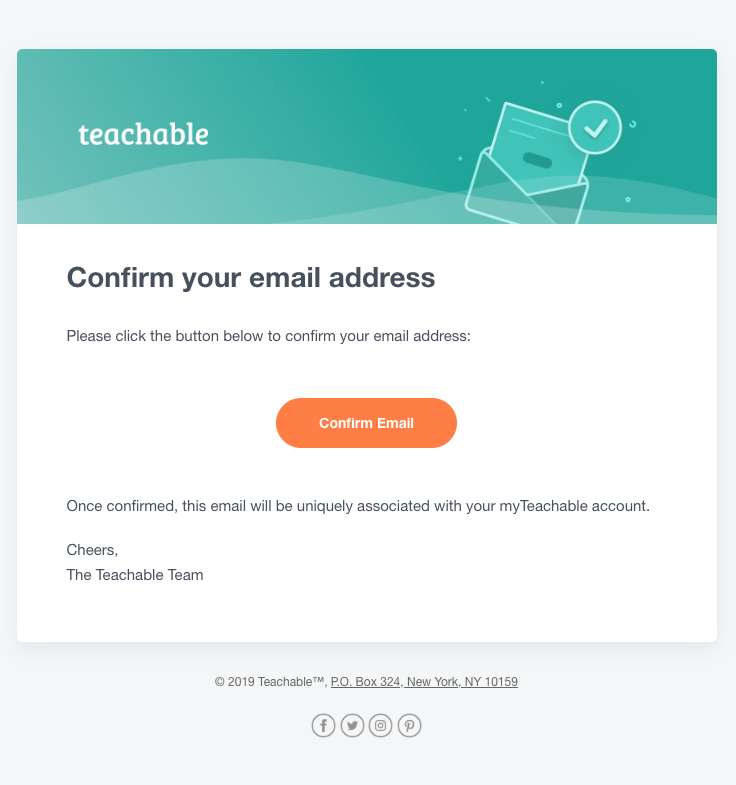 teachable
Confirm your email address
Please click the button below to confirm your email address:
Confirm Email
Once confirmed, this email will be uniquely associated with your myTeachable account.
Cheers,
The Teachable Team
© 2019 Teachable™, P.O. Box 324, New York, NY 10159